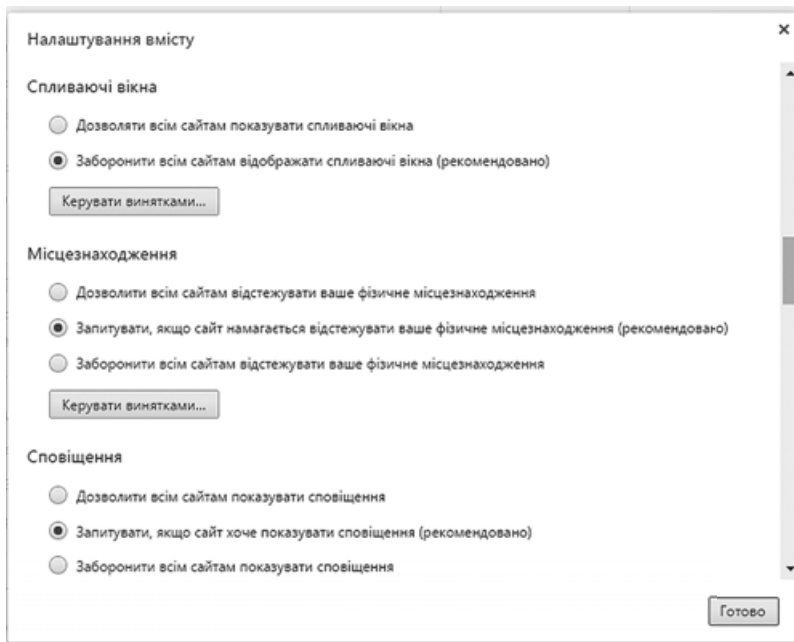 Налаштування вмісту
Спливаючі вікна
Дозволяти всім сайтам показувати спливаючі вікна
Заборонити всім сайтам відображати спливаючі вікна (рекомендовано)
Керувати винятками...
Місцезнаходження
Дозволити всім сайтам відстежувати ваше фізичне місцезнаходження
Запитувати, якщо сайт намагається відстежувати ваше фізичне місцезнаходження (рекомендовано)
Заборонити всім сайтам відстежувати ваше фізичне місцезнаходження
Керувати винятками...
Сповіщення
Дозволити всім сайтам показувати сповіщення
Запитувати, якщо сайт хоче показувати сповіщення (рекомендовано)
Заборонити всім сайтам показувати сповіщення
Готово